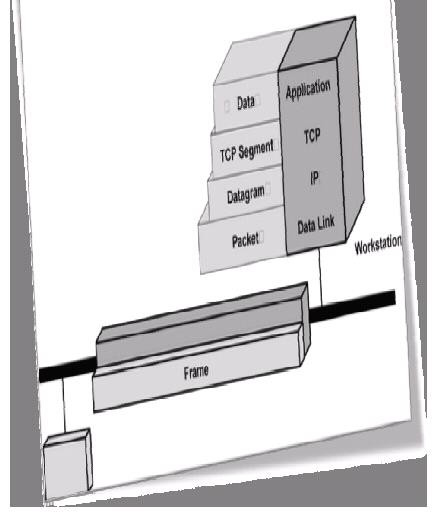 Data
Application
TCP Segment
TCP
Datagram
IP
Packet
Data Link
Workstation
Frame